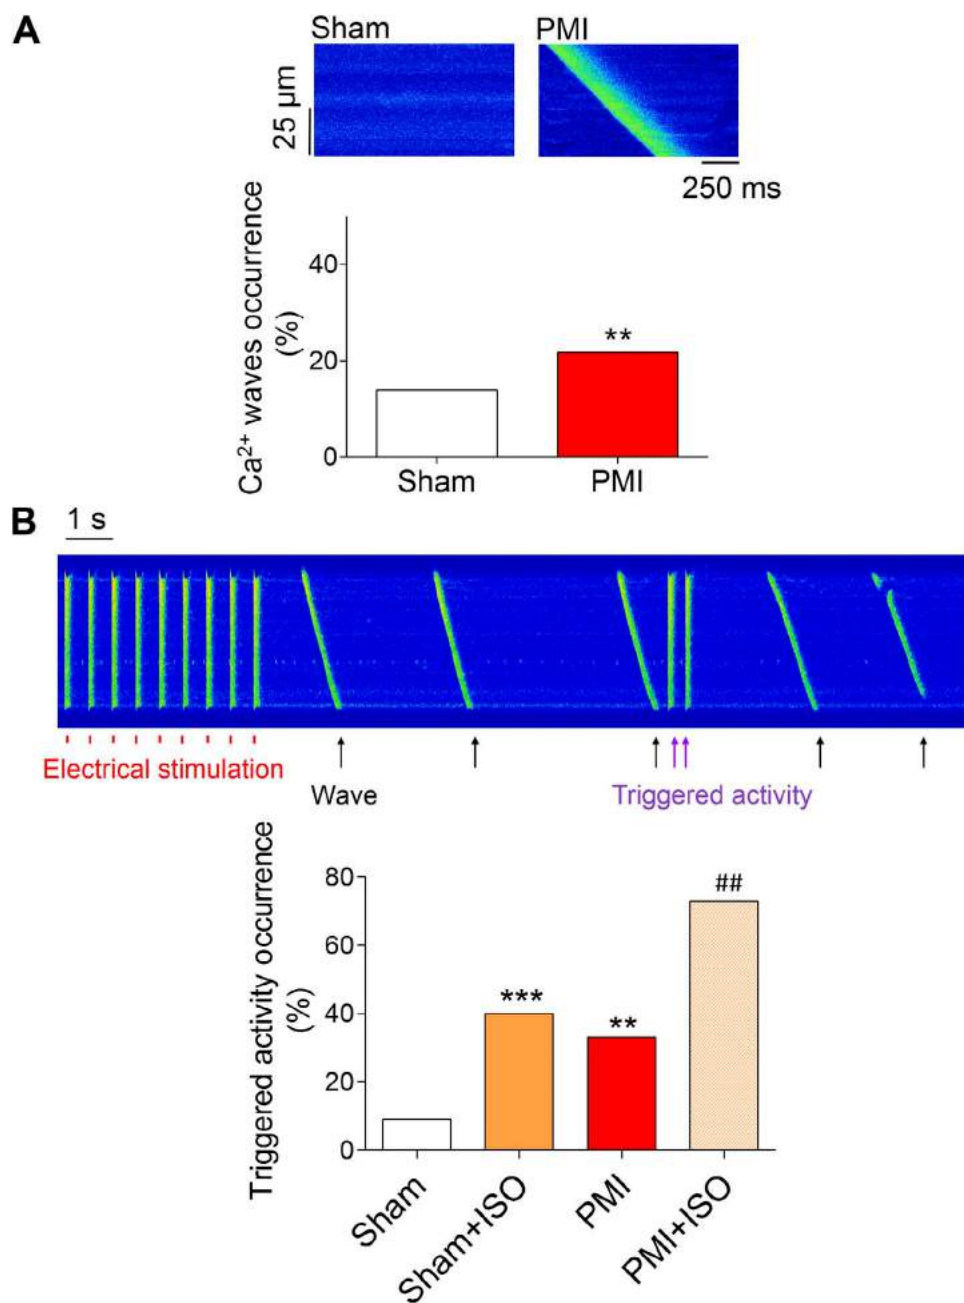 A
Sham PMI
25 μm
250 ms
Ca²⁺ waves occurrence
(%)
40
20
0
**
Sham PMI
B
1 s
Electrical stimulation
Wave
Triggered activity
Triggered activity occurrence
(%)
80
60
40
20
0
***
**
##
Sham
Sham+ISO
PMI
PMI+ISO